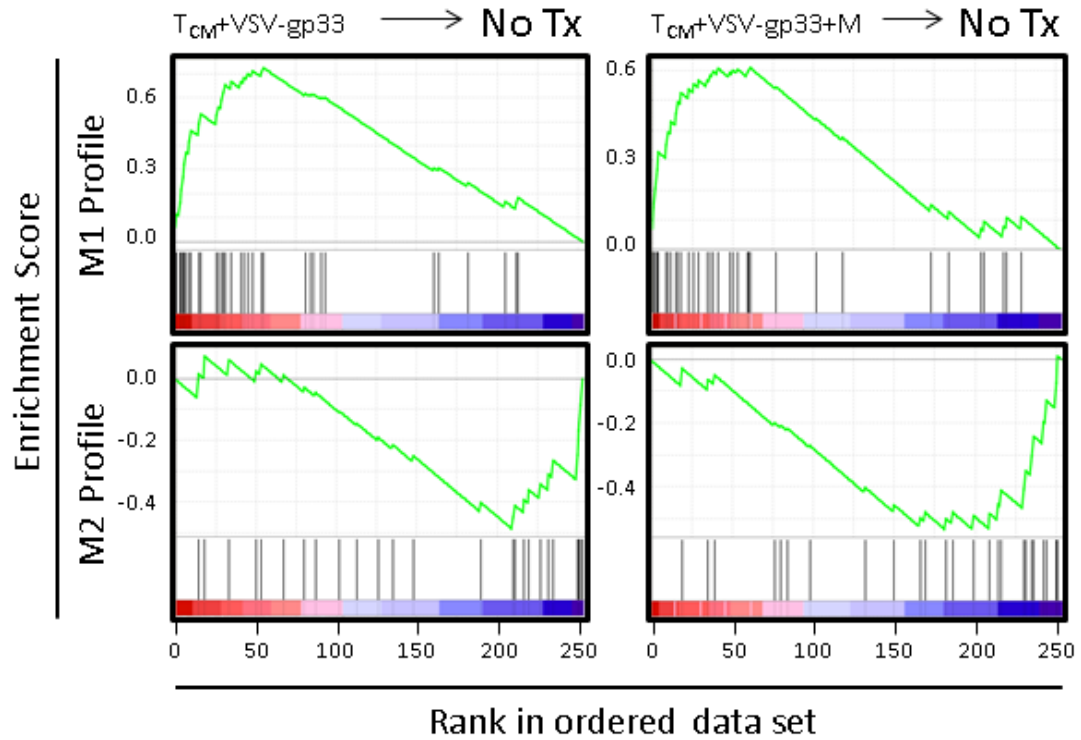 TCM+VSV-gp33 → No Tx
TCM+VSV-gp33+M → No Tx
Enrichment Score
M1 Profile
0.6
0.3
0.0
0.6
0.3
0.0
M2 Profile
0.0
-0.2
-0.4
0.0
-0.2
-0.4
0 50 100 150 200 250
0 50 100 150 200 250
Rank in ordered data set